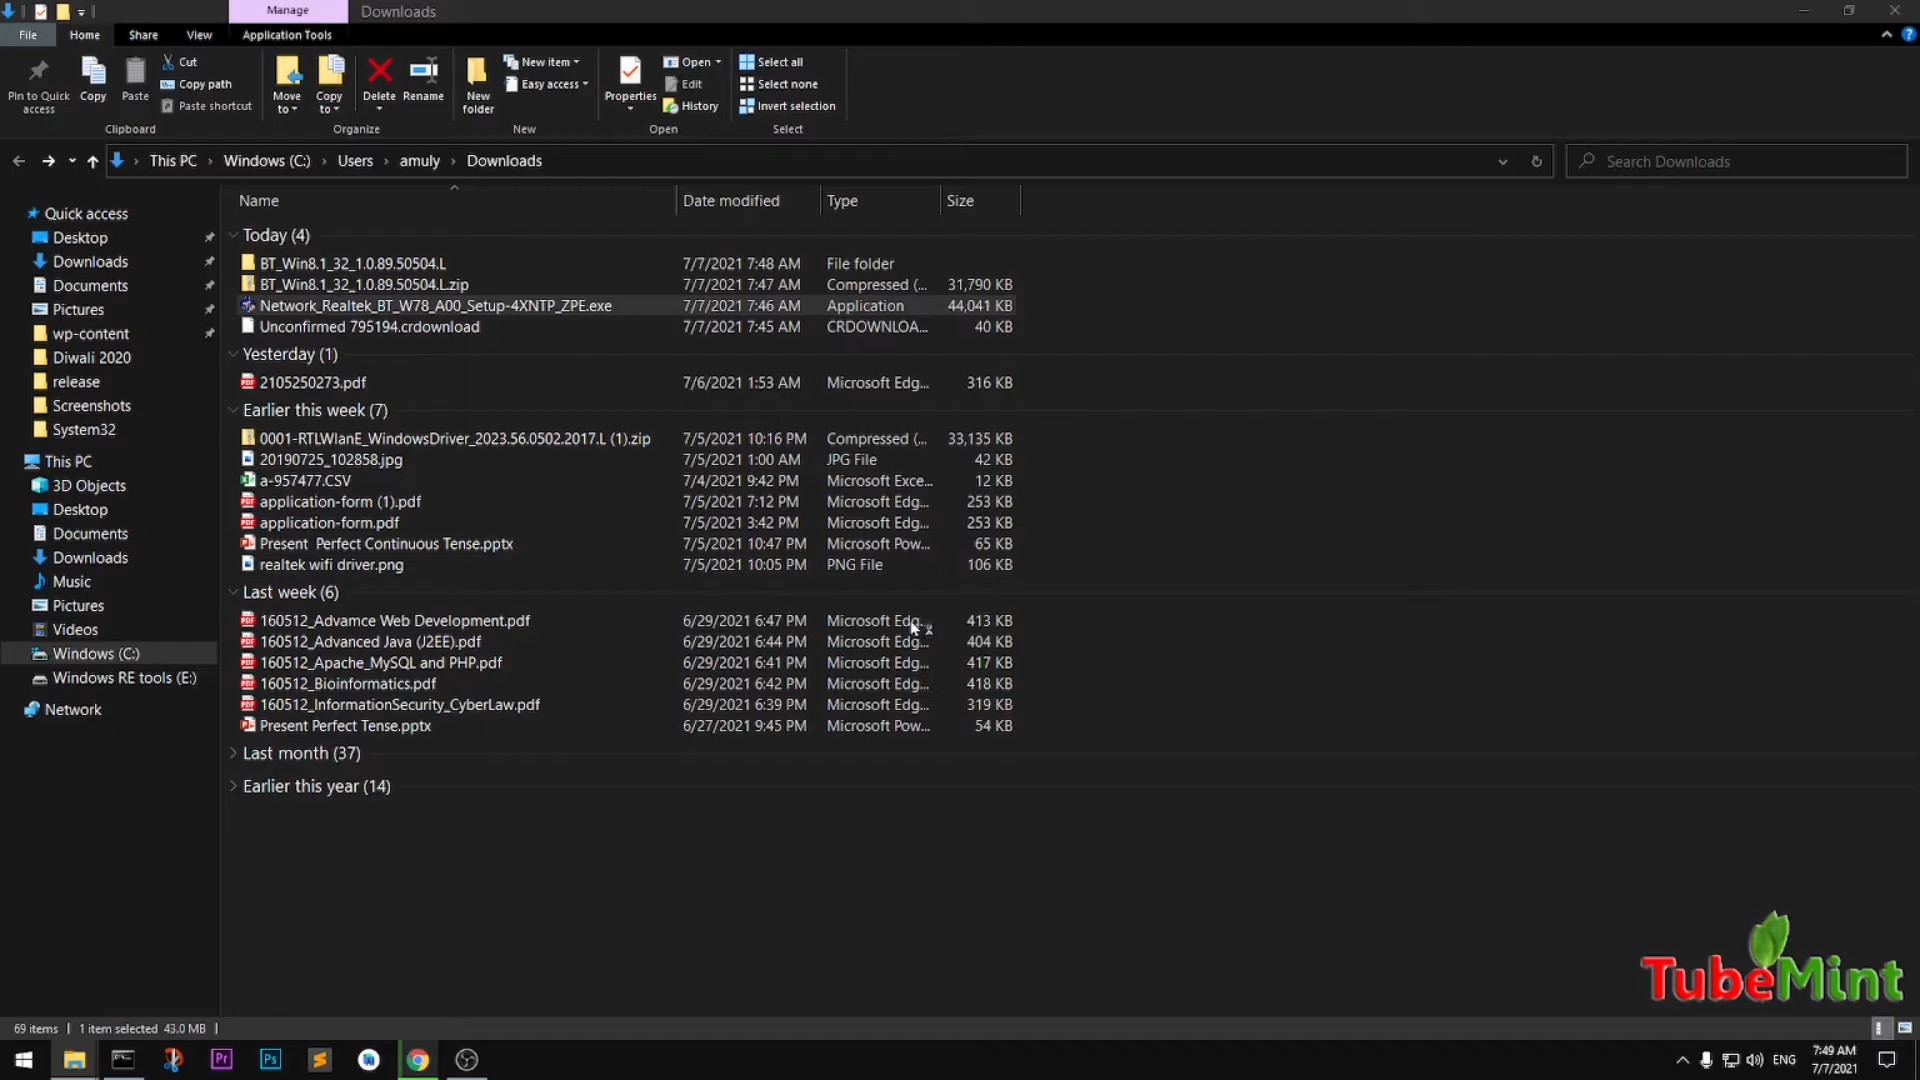 Manage
Downloads
File
Home
Share
View
Application Tools
Pin to Quick access
Copy
Paste
Cut
Copy path
Paste shortcut
Clipboard
Move to
Copy to
Delete
Rename
Organize
New folder
New item
Easy access
New
Properties
Open
Edit
History
Open
Select all
Select none
Invert selection
Select
This PC > Windows (C:) > Users > amuly > Downloads
Search Downloads
Quick access
Desktop
Downloads
Documents
Pictures
wp-content
Diwali 2020
release
Screenshots
System32
This PC
3D Objects
Desktop
Documents
Downloads
Music
Pictures
Videos
Windows (C:)
Windows RE tools (E:)
Network
Name Date modified Type Size
Today (4)
BT_Win8.1_32_1.0.89.50504.L 7/7/2021 7:48 AM File folder
BT_Win8.1_32_1.0.89.50504.L.zip 7/7/2021 7:47 AM Compressed (... 31,790 KB
Network_Realtek_BT_W78_A00_Setup-4XNTP_ZPE.exe 7/7/2021 7:46 AM Application 44,041 KB
Unconfirmed 795194.crdownload 7/7/2021 7:45 AM CRDOWNLOA... 40 KB
Yesterday (1)
2105250273.pdf 7/6/2021 1:53 AM Microsoft Edg... 316 KB
Earlier this week (7)
0001-RTLWlanE_WindowsDriver_2023.56.0502.2017.L (1).zip 7/5/2021 10:16 PM Compressed (... 33,135 KB
20190725_102858.jpg 7/5/2021 1:00 AM JPG File 42 KB
a-957477.CSV 7/4/2021 9:42 PM Microsoft Exce... 12 KB
application-form (1).pdf 7/5/2021 7:12 PM Microsoft Edg... 253 KB
application-form.pdf 7/5/2021 3:42 PM Microsoft Edg... 253 KB
Present Perfect Continuous Tense.pptx 7/5/2021 10:47 PM Microsoft Pow... 65 KB
realtek wifi driver.png 7/5/2021 10:05 PM PNG File 106 KB
Last week (6)
160512_Advamce Web Development.pdf 6/29/2021 6:47 PM Microsoft Edg... 413 KB
160512_Advanced Java (J2EE).pdf 6/29/2021 6:44 PM Microsoft Edg... 404 KB
160512_Apache_MySQL and PHP.pdf 6/29/2021 6:41 PM Microsoft Edg... 417 KB
160512_Bioinformatics.pdf 6/29/2021 6:42 PM Microsoft Edg... 418 KB
160512_InformationSecurity_CyberLaw.pdf 6/29/2021 6:39 PM Microsoft Edg... 319 KB
Present Perfect Tense.pptx 6/27/2021 9:45 PM Microsoft Pow... 54 KB
Last month (37)
Earlier this year (14)
TubeMint
69 items 1 item selected 43.0 MB
Pr
Ps
ENG
7:49 AM
7/7/2021